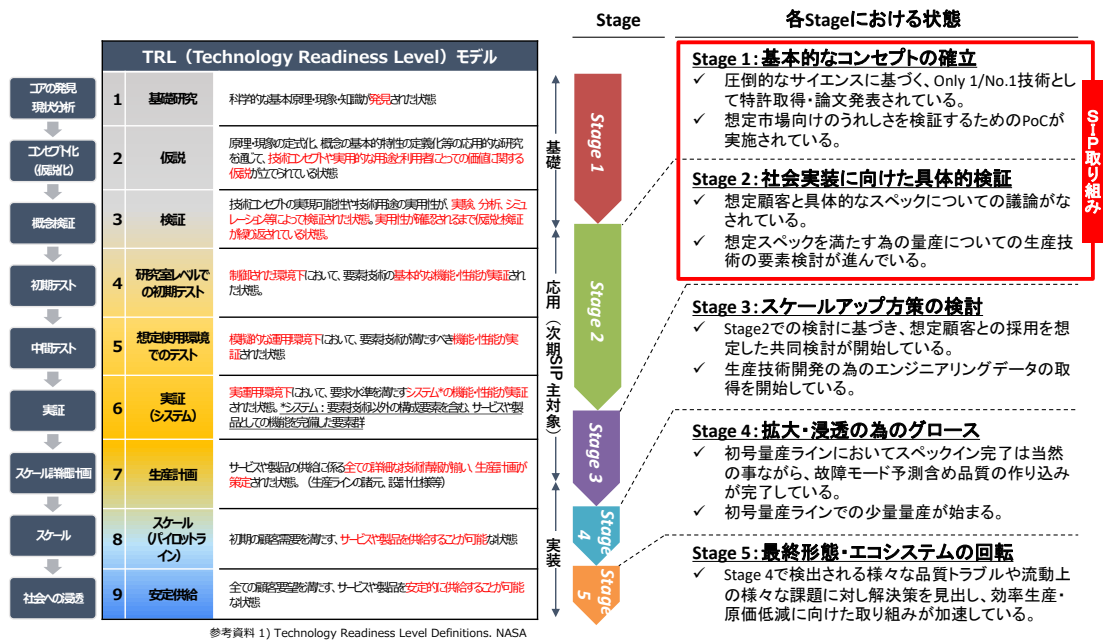 Stage
各Stageにおける状態
TRL（Technology Readiness Level）モデル
コアの発見
現状分析
コンセプト化
(仮説化)
概念検証
初期テスト
中間テスト
実証
スケール詳細計画
スケール
社会への浸透
1
基礎研究
科学的な基本原理・現象・知識が発見された状態
2
仮説
原理・現象の定式化、概念の基本的特性の定義化等の応用的な研究
を通じて、技術コンセプトや実用的な用途と利用者にとっての価値に関する
仮説が立てられている状態
3
検証
技術コンセプトの実現可能性や技術用途の実用性が、実験、分析、シミュ
レーション等によって検証された状態。実用性が確認されるまで仮説と検証
が繰り返されている状態。
4
研究室レベルで
の初期テスト
制御された環境下において、要素技術の基本的な機能・性能が実証され
た状態。
5
想定使用環境
でのテスト
模擬的な運用環境下において、要素技術が満たすべき機能・性能が実
証された状態
6
実証
（システム）
実運用環境下において、要求水準を満たすシステム*の機能・性能が実証
された状態。*システム：要素技術以外の構成要素を含む、サービスや製
品としての機能を完備した要素群
7
生産計画
サービスや製品の供給に係る全ての詳細な技術情報が揃い、生産計画が
策定された状態。（生産ラインの諸元、設計仕様等）
8
スケール
（パイロットラ
イン）
初期の顧客需要を満たす、サービスや製品を供給することが可能な状態
9
安定供給
全ての顧客要望を満たす、サービスや製品を安定的に供給することが可能
な状態
基礎
応用（次期SIP主対象）
実装
Stage 1
Stage 2
Stage 3
Stage
4
Stage
5
Stage 1：基本的なコンセプトの確立
✓ 圧倒的なサイエンスに基づく、Only 1/No.1技術とし
て特許取得・論文発表されている。
✓ 想定市場向けのうれしさを検証するためのPoCが
実施されている。
Stage 2：社会実装に向けた具体的検証
✓ 想定顧客と具体的なスペックについての議論がな
されている。
✓ 想定スペックを満たす為の量産についての生産技
術の要素検討が進んでいる。
SIP取り組み
Stage 3：スケールアップ方策の検討
✓ Stage2での検討に基づき、想定顧客との採用を想
定した共同検討が開始している。
✓ 生産技術開発の為のエンジニアリングデータの取
得を開始している。
Stage 4：拡大・浸透の為のグロース
✓ 初号量産ラインにおいてスペックイン完了は当然
の事ながら、故障モード予測含め品質の作り込み
が完了している。
✓ 初号量産ラインでの少量量産が始まる。
Stage 5：最終形態・エコシステムの回転
✓ Stage 4で検出される様々な品質トラブルや流動上
の様々な課題に対し解決策を見出し、効率生産・
原価低減に向けた取り組みが加速している。
参考資料 1) Technology Readiness Level Definitions. NASA